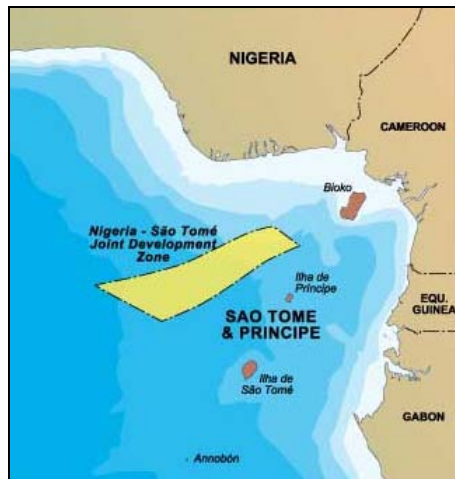 NIGERIA
CAMEROON
Bioko
Nigeria - São Tomé
Joint Development
Zone
Ilha de
Príncipe
EQU.
GUINEA
SAO TOME
& PRINCIPE
Ilha de
São Tomé
GABON
Annobón